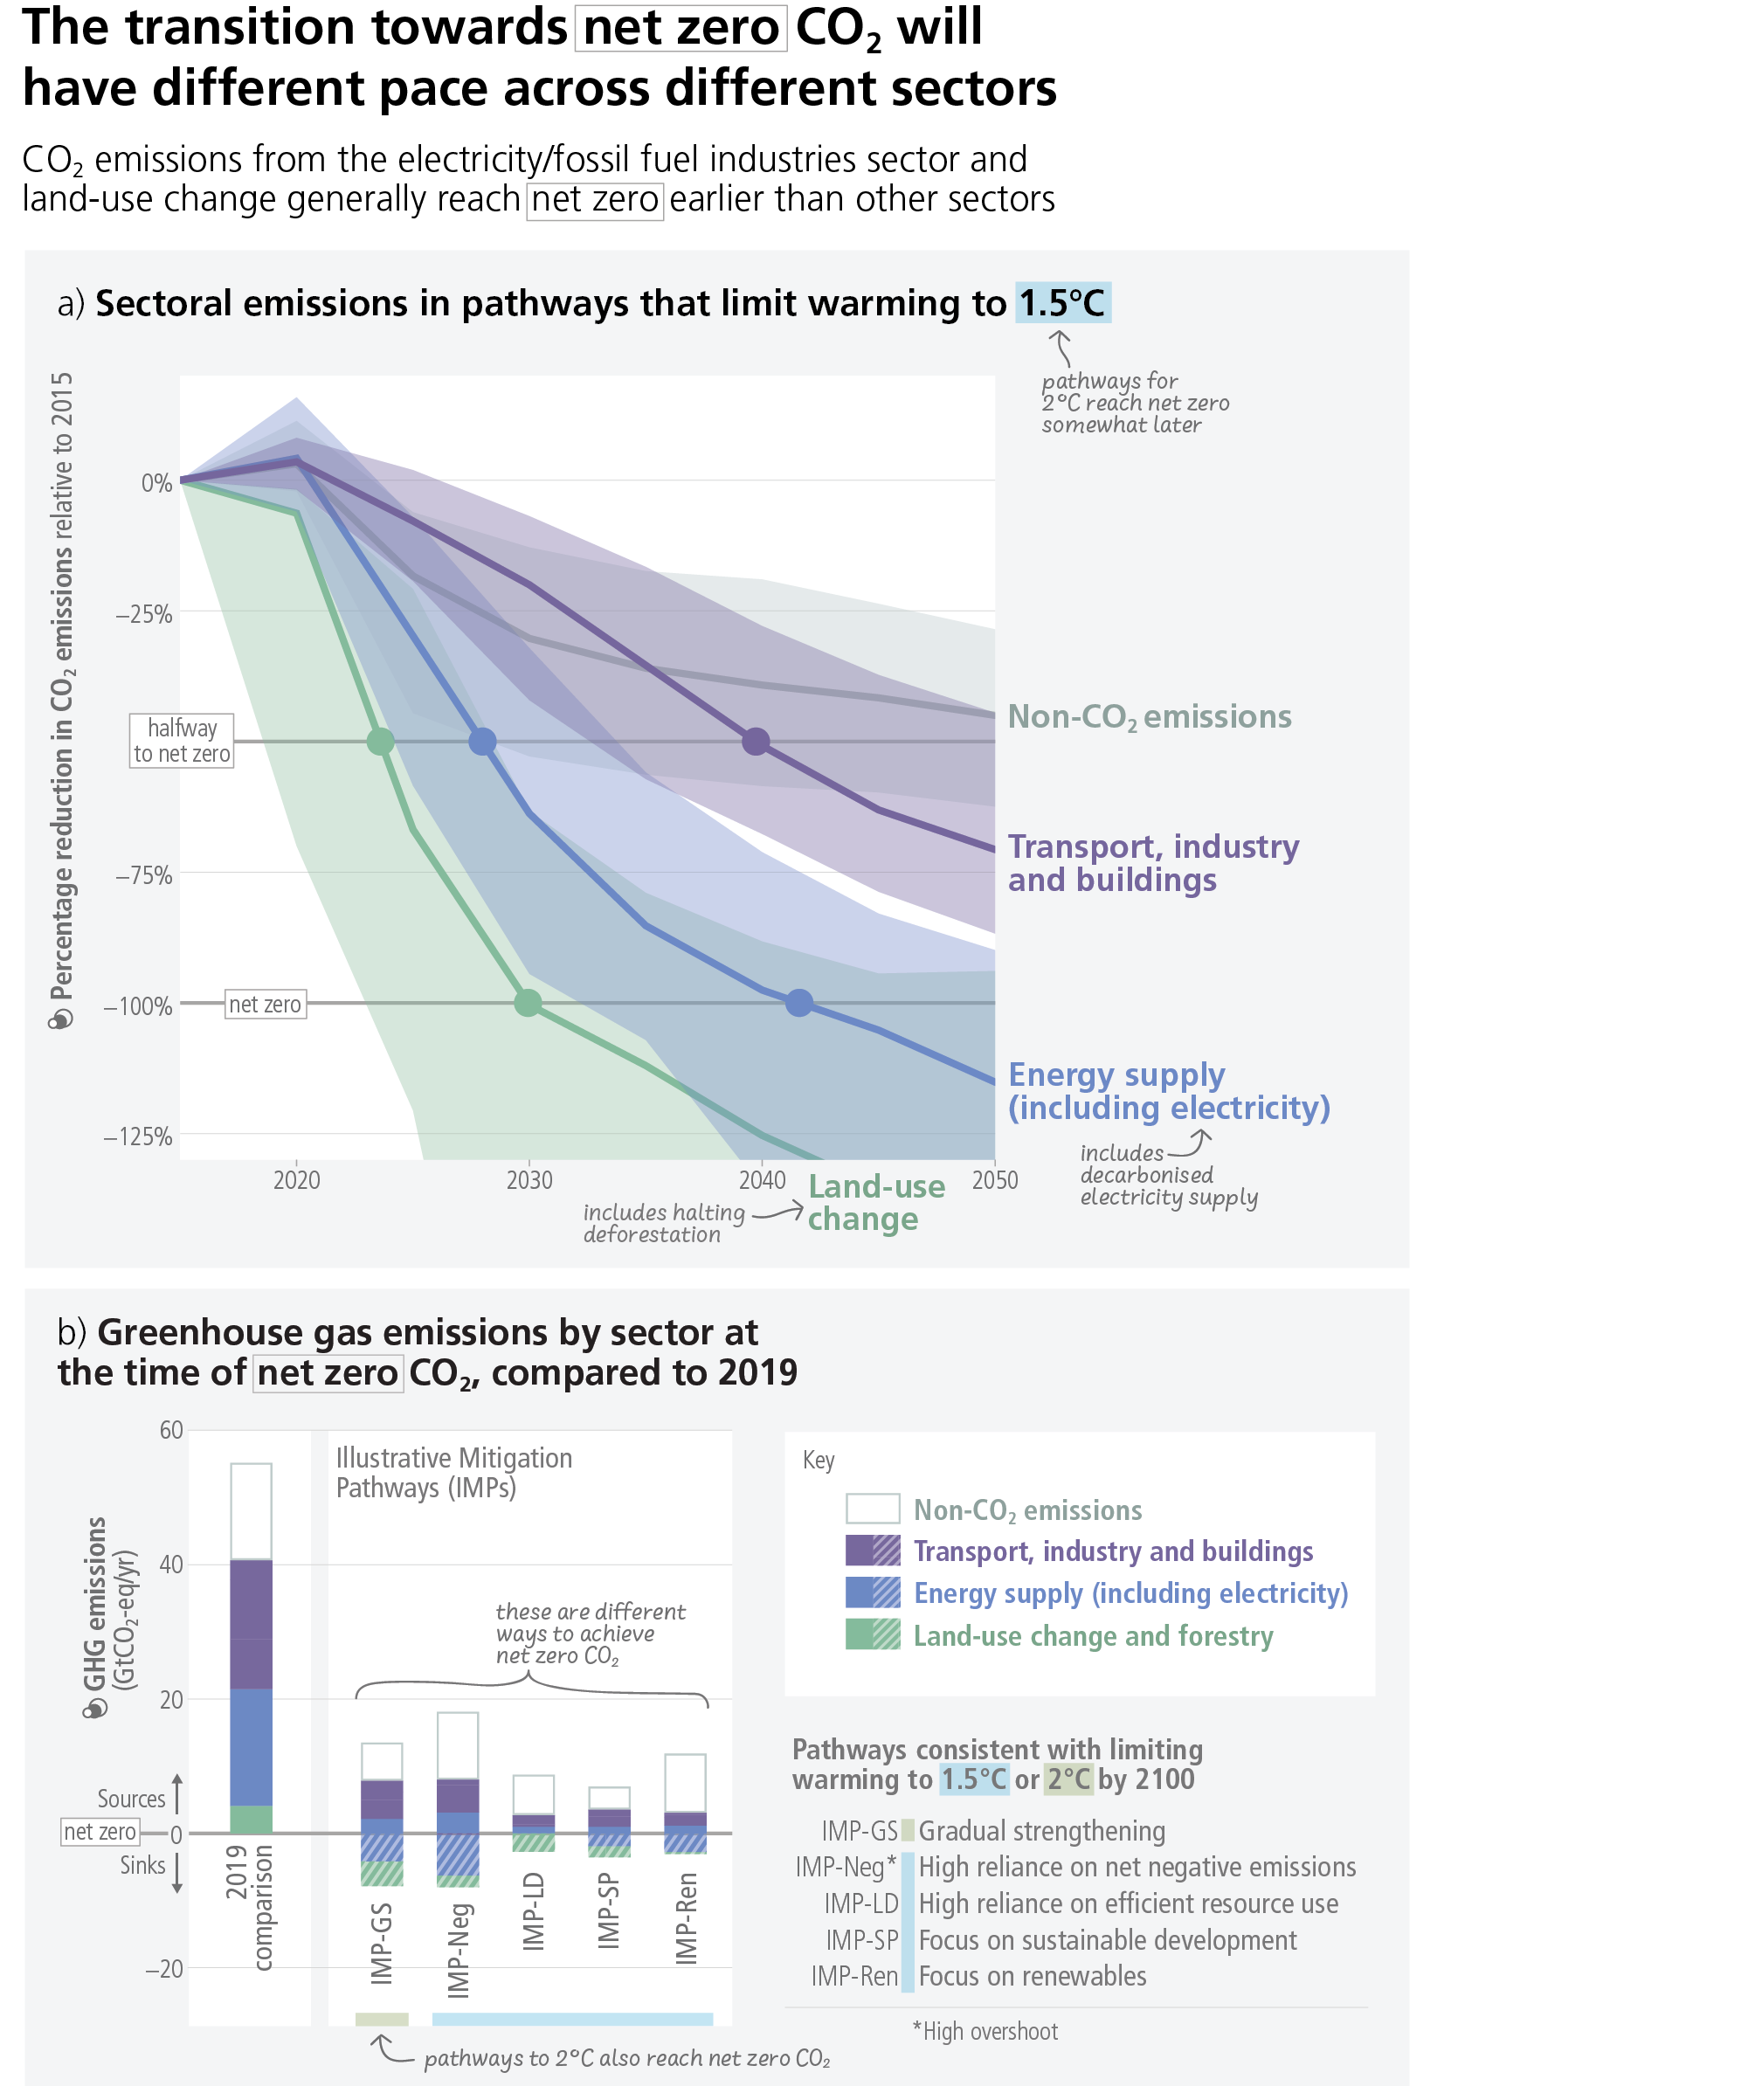 The transition towards net zero CO₂ will
have different pace across different sectors
CO₂ emissions from the electricity/fossil fuel industries sector and
land-use change generally reach net zero earlier than other sectors
a) Sectoral emissions in pathways that limit warming to 1.5°C
pathways for
2°C reach net zero
somewhat later
Percentage reduction in CO₂ emissions relative to 2015
0%
−25%
halfway
to net zero
−75%
net zero
−100%
−125%
2020
2030
2040
2050
Non-CO₂ emissions
Transport, industry
and buildings
Energy supply
(including electricity)
includes
decarbonised
electricity supply
Land-use
change
includes halting
deforestation
b) Greenhouse gas emissions by sector at
the time of net zero CO₂, compared to 2019
GHG emissions
(GtCO₂-eq/yr)
60
40
20
0
−20
Sources
net zero
Sinks
Illustrative Mitigation
Pathways (IMPs)
these are different
ways to achieve
net zero CO₂
2019
comparison
IMP-GS
IMP-Neg
IMP-LD
IMP-SP
IMP-Ren
pathways to 2°C also reach net zero CO₂
Key
Non-CO₂ emissions
Transport, industry and buildings
Energy supply (including electricity)
Land-use change and forestry
Pathways consistent with limiting
warming to 1.5°C or 2°C by 2100
IMP-GS Gradual strengthening
IMP-Neg* High reliance on net negative emissions
IMP-LD High reliance on efficient resource use
IMP-SP Focus on sustainable development
IMP-Ren Focus on renewables
*High overshoot